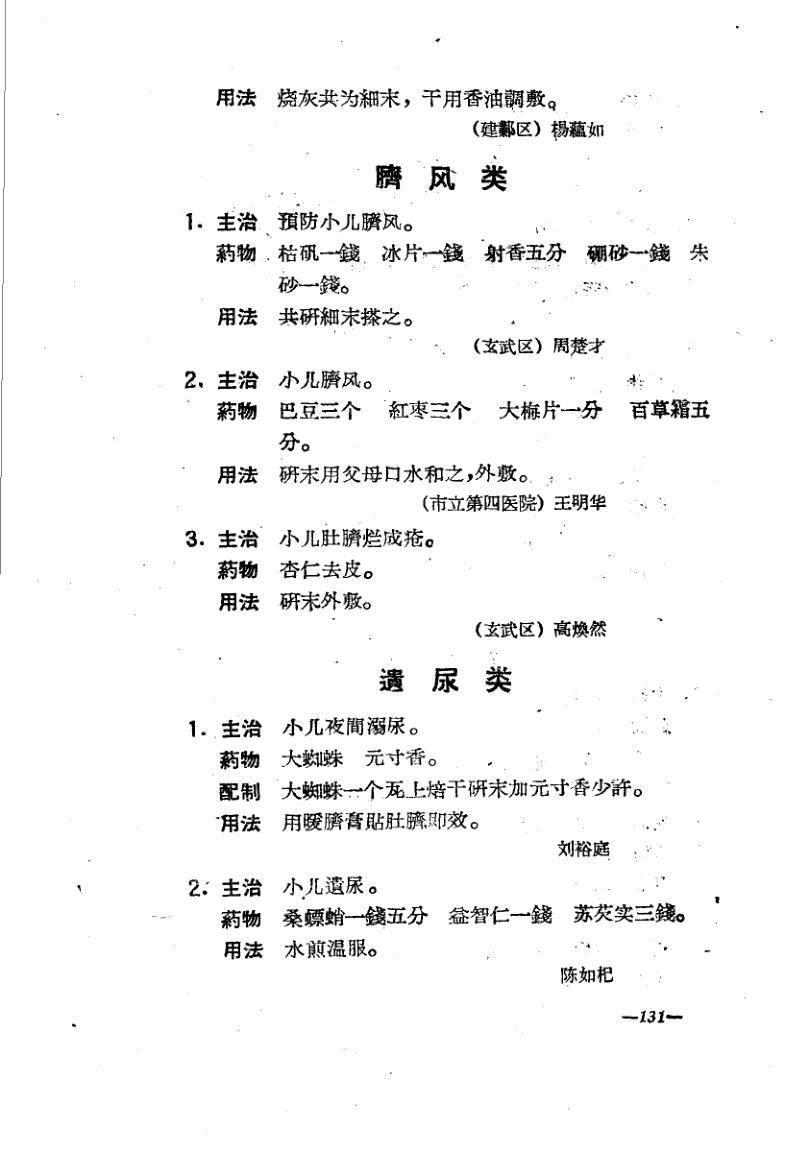 用法 烧灰共为細末，干用香油調敷。
(建鄴区) 楊蘊如
臍风类
1. 主治 預防小儿臍风。
葯物 枯矾一錢 冰片一錢 射香五分 硼砂一錢 朱
砂一錢。
用法 共研細末搽之。
(玄武区) 周楚才
2. 主治 小儿臍风。
葯物 巴豆三个 紅枣三个 大梅片一分 百草霜五
分。
用法 研末用父母口水和之,外敷。
(市立第四医院) 王明华
3. 主治 小儿肚臍烂成疮。
葯物 杏仁去皮。
用法 研末外敷。
(玄武区) 高煥然
遺尿类
1. 主治 小儿夜間溺尿。
葯物 大蜘蛛 元寸香。
配制 大蜘蛛一个瓦上焙干研末加元寸香少許。
用法 用暖臍膏貼肚臍即效。
刘裕庭
2. 主治 小儿遺尿。
葯物 桑螵蛸一錢五分 益智仁一錢 苏芡实三錢。
用法 水煎溫服。
陈如杞
—131—